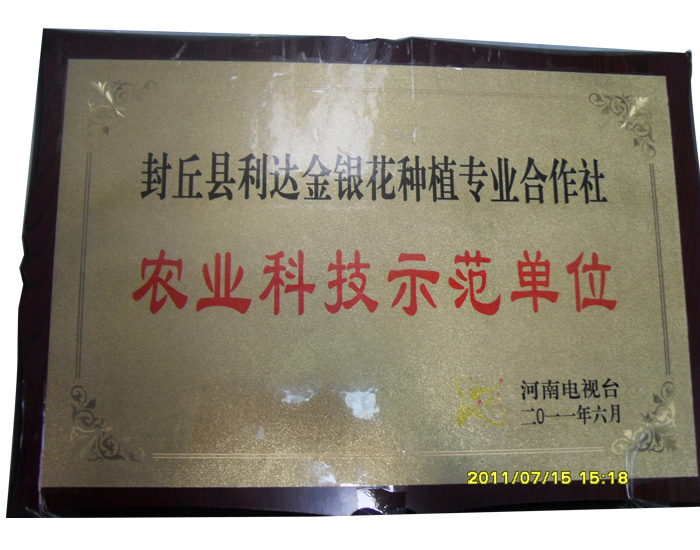 封丘县利达金银花种植专业合作社
农业科技示范单位
河南电视台
二0一一年六月
2011/07/15 15:18